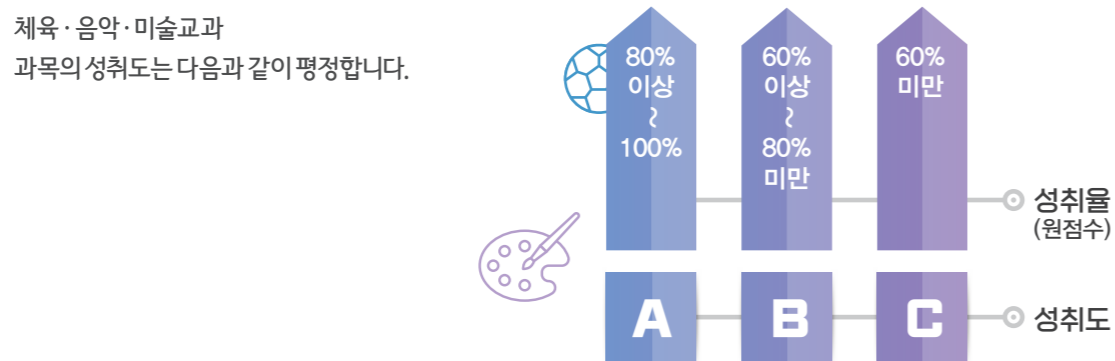 체육·음악·미술교과
과목의 성취도는 다음과 같이 평정합니다.
80%
이상
~
100%
60%
이상
~
80%
미만
60%
미만
성취율
(원점수)
A
B
C
성취도